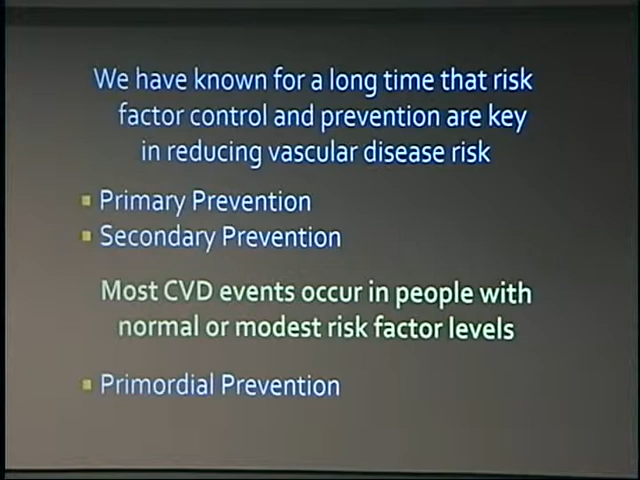 We have known for a long time that risk
factor control and prevention are key
in reducing vascular disease risk
Primary Prevention
Secondary Prevention
Most CVD events occur in people with
normal or modest risk factor levels
Primordial Prevention